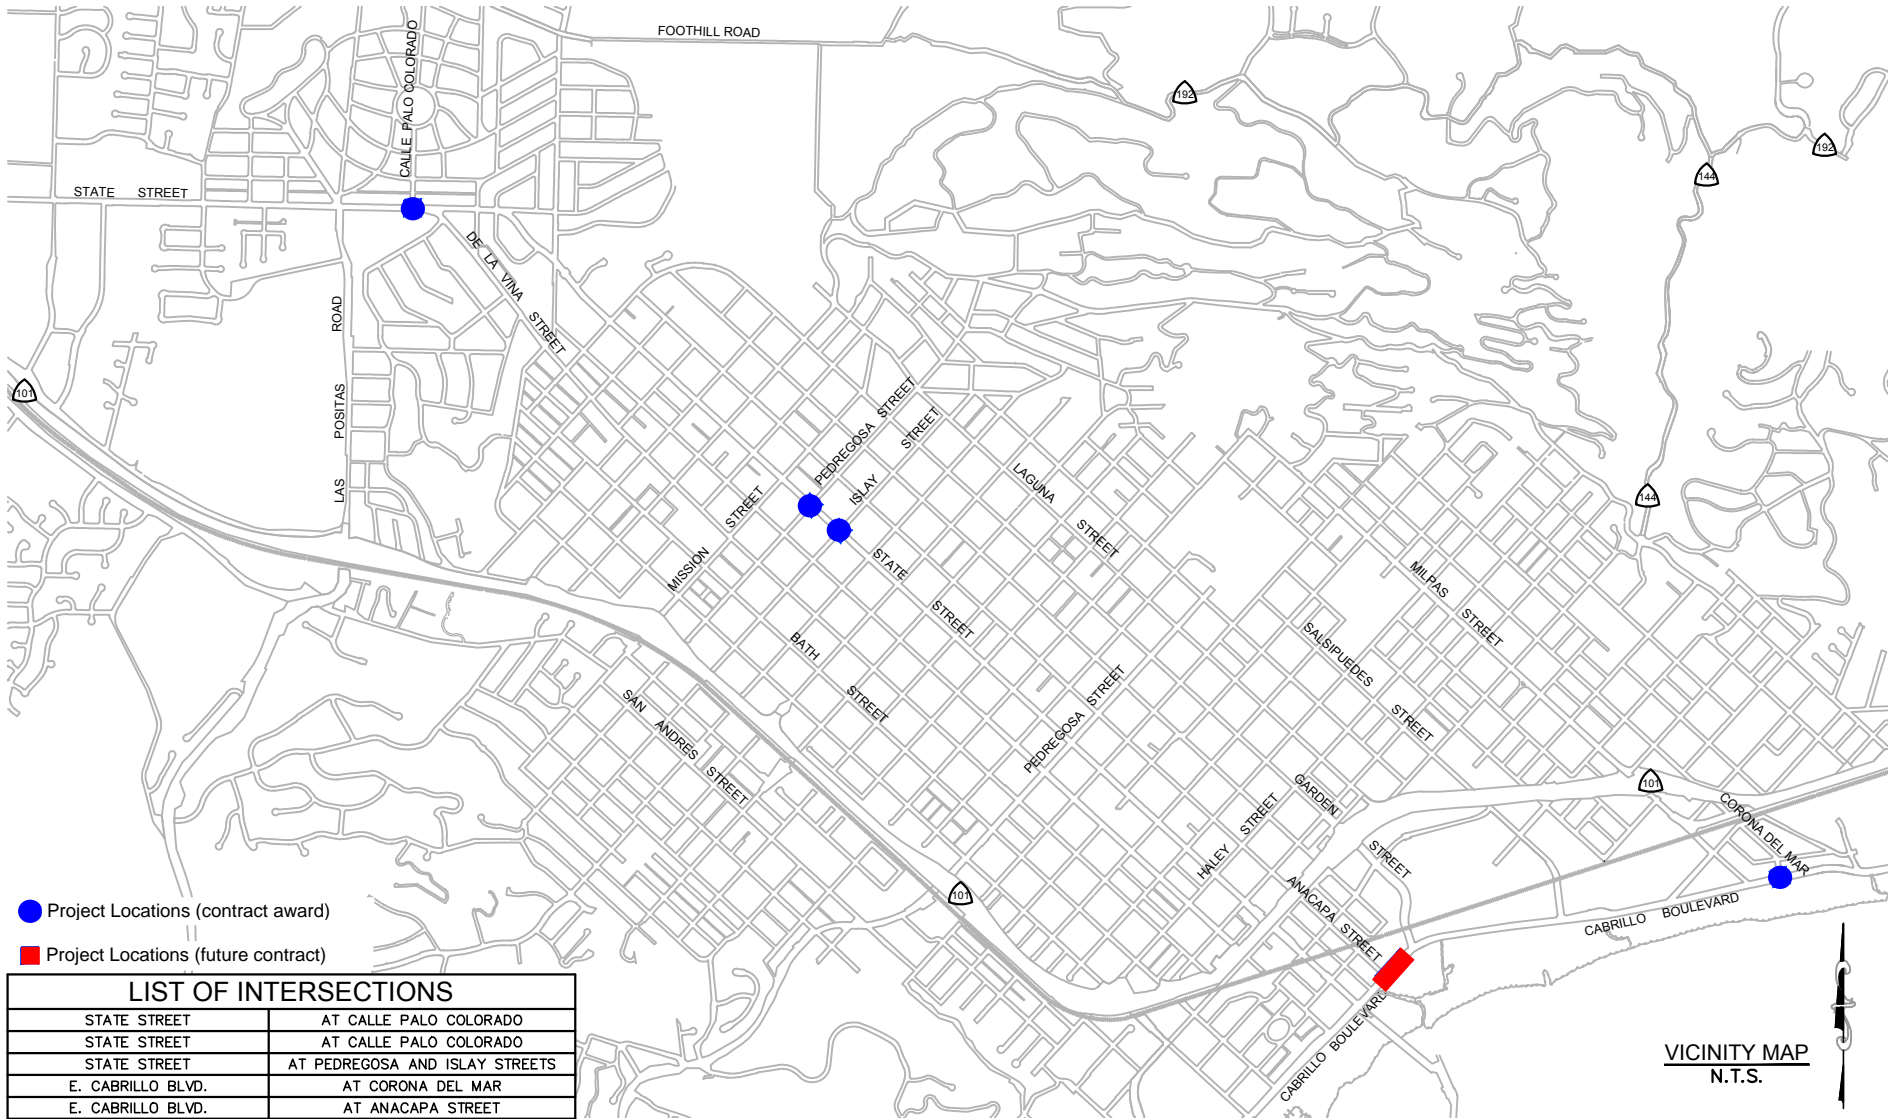 FOOTHILL ROAD
CALLE PALO COLORADO
192
192
144
STATE STREET
DE LA VINA STREET
LAS POSITAS ROAD
101
PEDREGOSA STREET
ISLAY STREET
MISSION STREET
LAGUNA STREET
144
STATE STREET
MILPAS STREET
BATH STREET
SALSIPUEDES STREET
SAN ANDRES STREET
PEDREGOSA STREET
GARDEN STREET
HALEY STREET
101
CORONA DEL MAR
ANACAPA STREET
101
CABRILLO BOULEVARD
CABRILLO BOULEVARD
Project Locations (contract award)
Project Locations (future contract)
LIST OF INTERSECTIONS
STATE STREET AT CALLE PALO COLORADO
STATE STREET AT CALLE PALO COLORADO
STATE STREET AT PEDREGOSA AND ISLAY STREETS
E. CABRILLO BLVD. AT CORONA DEL MAR
E. CABRILLO BLVD. AT ANACAPA STREET
VICINITY MAP
N.T.S.